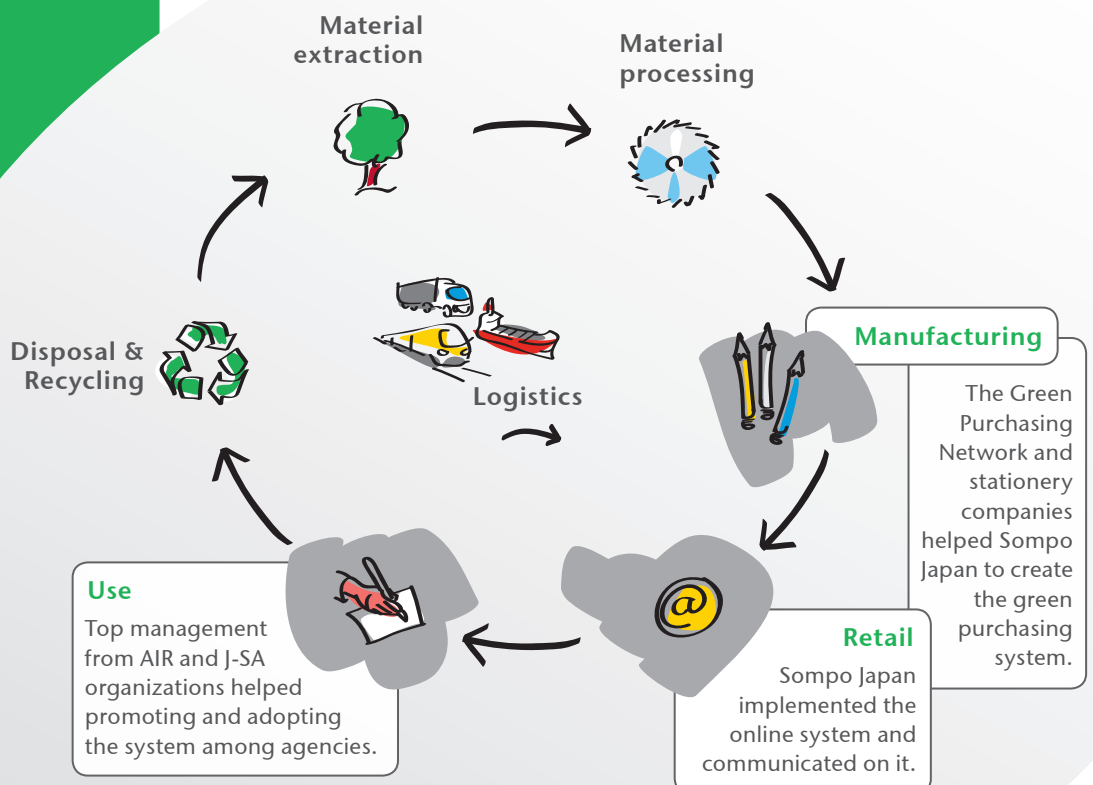 Material
extraction
Material
processing
Disposal &
Recycling
Logistics
Manufacturing
The Green
Purchasing
Network and
stationery
companies
helped Sompo
Japan to create
the green
purchasing
system.
@
Retail
Sompo Japan
implemented the
online system and
communicated on it.
Use
Top management
from AIR and J-SA
organizations helped
promoting and adopting
the system among agencies.